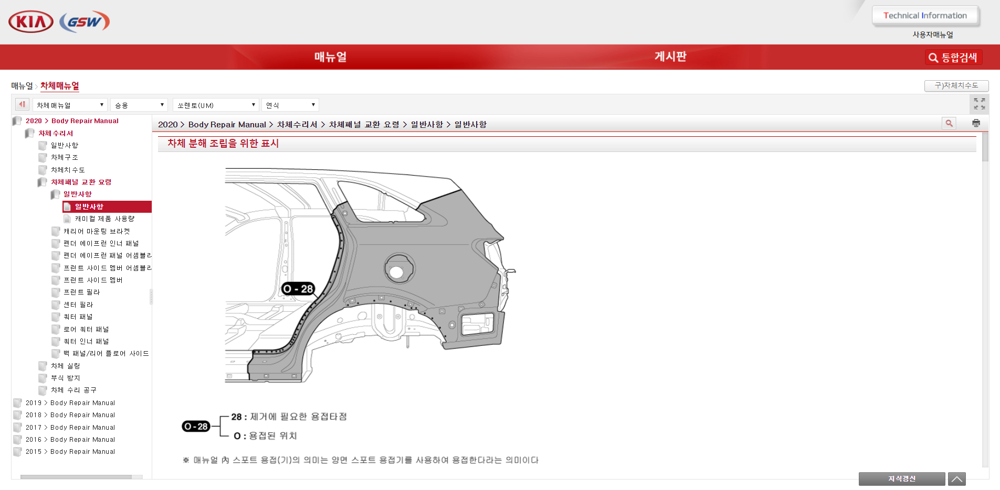 KIA GSW
Technical Information
사용자매뉴얼
매뉴얼 게시판 통합검색
매뉴얼 > 차체매뉴얼
구)자체치수도
차체매뉴얼 승용 쏘렌토(UM) 연식
2020 > Body Repair Manual
차체수리서
일반사항
차체구조
차체치수도
차체패널 교환 요령
일반사항
일반사항
캐미컬 제품 사용량
캐리어 마운팅 브라켓
펜더 에이프런 인너 패널
펜더 에이프런 패널 어셈블리
프런트 사이드 멤버 어셈블리
프런트 사이드 멤버
프런트 필라
센터 필라
쿼터 패널
로어 쿼터 패널
쿼터 인너 패널
백 패널/리어 플로어 사이드
차체 실링
부식 방지
차체 수리 공구
2019 > Body Repair Manual
2018 > Body Repair Manual
2017 > Body Repair Manual
2016 > Body Repair Manual
2015 > Body Repair Manual
2020 > Body Repair Manual > 차체수리서 > 차체패널 교환 요령 > 일반사항 > 일반사항
차체 분해 조립을 위한 표시
O - 28
O - 28
28 : 제거에 필요한 용접타점
O : 용접된 위치
※ 매뉴얼 內 스포트 용접(기)의 의미는 양면 스포트 용접기를 사용하여 용접한다라는 의미이다
지식갱신